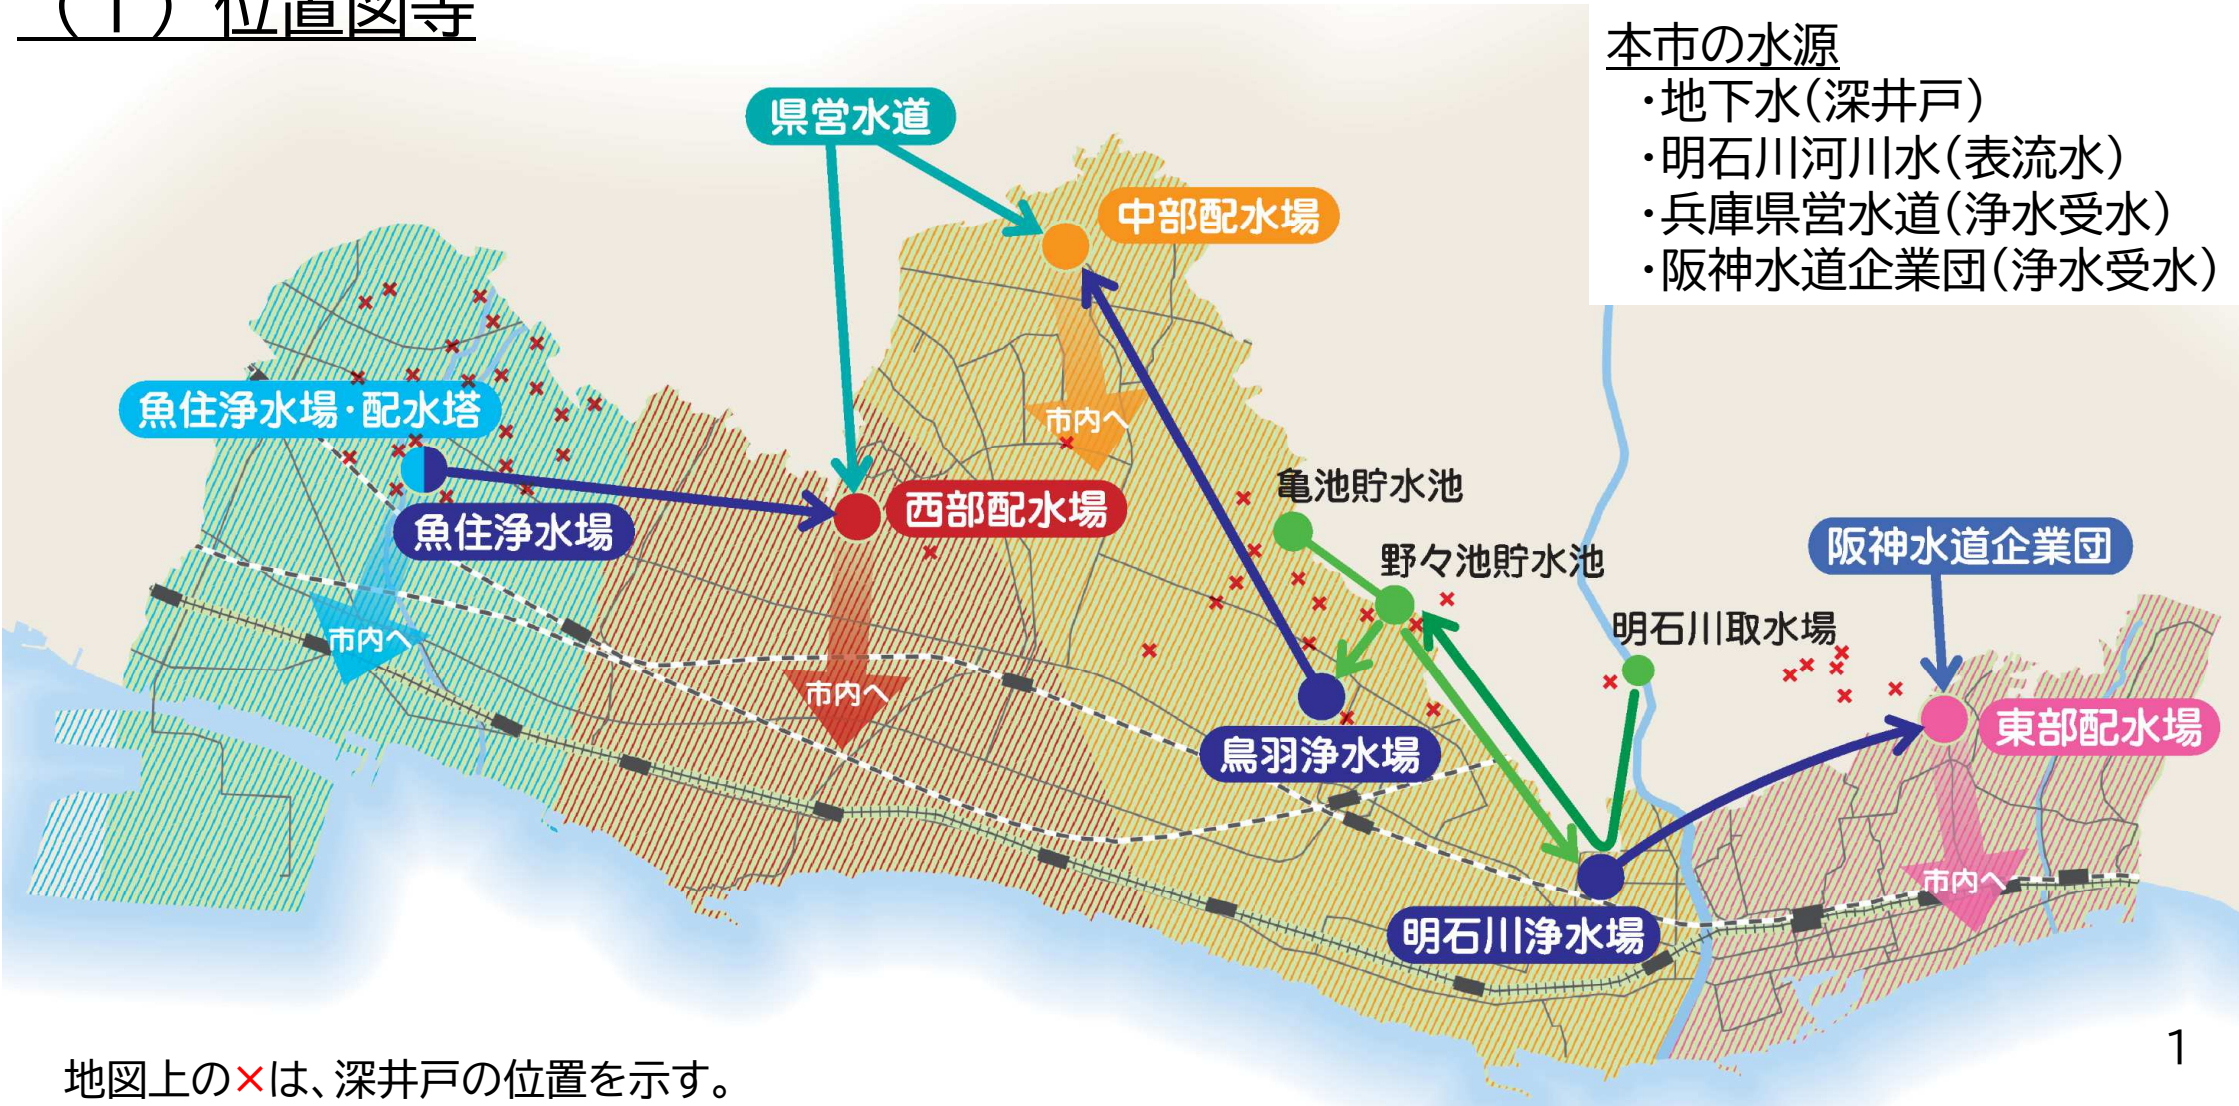 （１）位置図等
本市の水源
・地下水（深井戸）
・明石川河川水（表流水）
・兵庫県営水道（浄水受水）
・阪神水道企業団（浄水受水）
県営水道
中部配水場
魚住浄水場・配水塔
市内へ
亀池貯水池
西部配水場
魚住浄水場
野々池貯水池
阪神水道企業団
明石川取水場
市内へ
市内へ
東部配水場
鳥羽浄水場
市内へ
明石川浄水場
地図上の×は、深井戸の位置を示す。
1